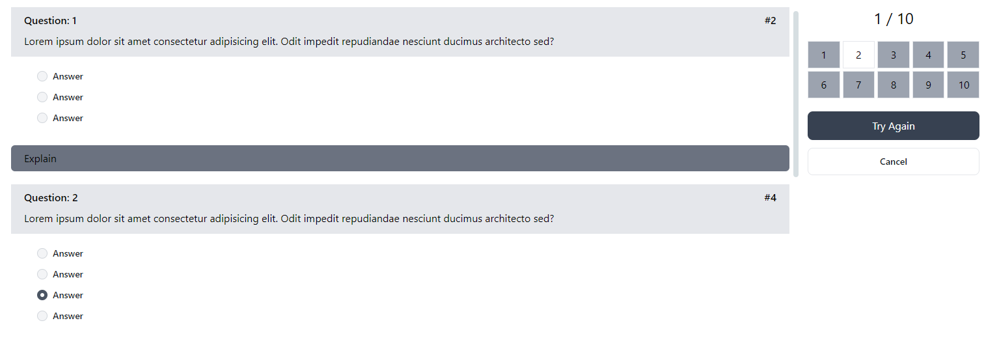 Question: 1 #2
Lorem ipsum dolor sit amet consectetur adipisicing elit. Odit impedit repudiandae nesciunt ducimus architecto sed?
Answer
Answer
Answer
Explain
Question: 2 #4
Lorem ipsum dolor sit amet consectetur adipisicing elit. Odit impedit repudiandae nesciunt ducimus architecto sed?
Answer
Answer
Answer
Answer
1 / 10
1 2 3 4 5
6 7 8 9 10
Try Again
Cancel